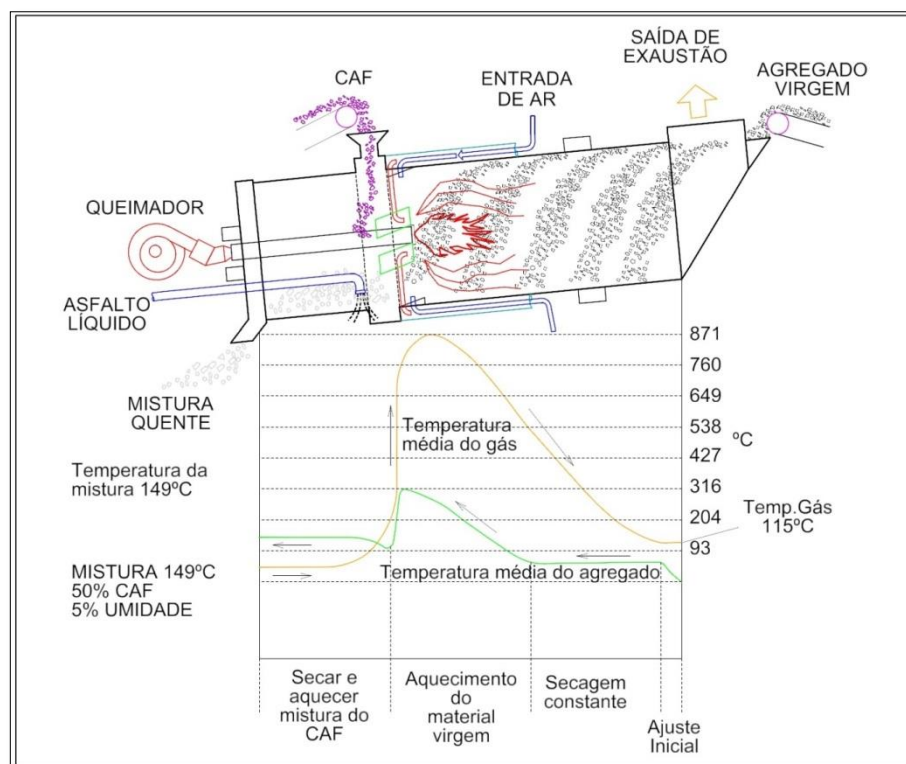 SAÍDA DE
EXAUSTÃO
CAF
ENTRADA
DE AR
AGREGADO
VIRGEM
QUEIMADOR
ASFALTO
LÍQUIDO
MISTURA
QUENTE
871
760
649
538
427
316
204
93
ºC
Temperatura
média do gás
Temperatura da
mistura 149ºC
Temp.Gás
115ºC
MISTURA 149ºC
50% CAF
5% UMIDADE
Temperatura média do agregado
Secar e
aquecer
mistura do
CAF
Aquecimento
do
material
virgem
Secagem
constante
Ajuste
Inicial